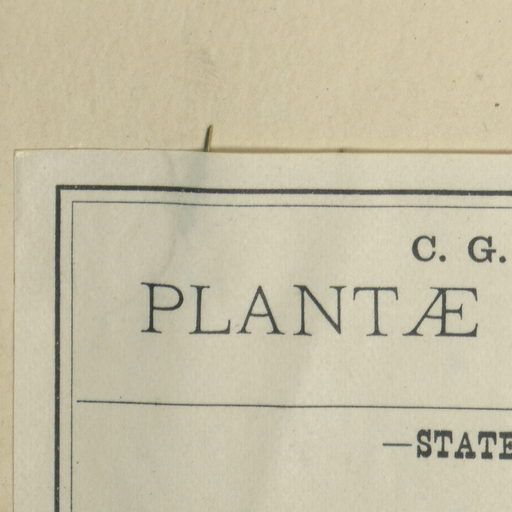 C. G.
PLANTÆ
—STATE